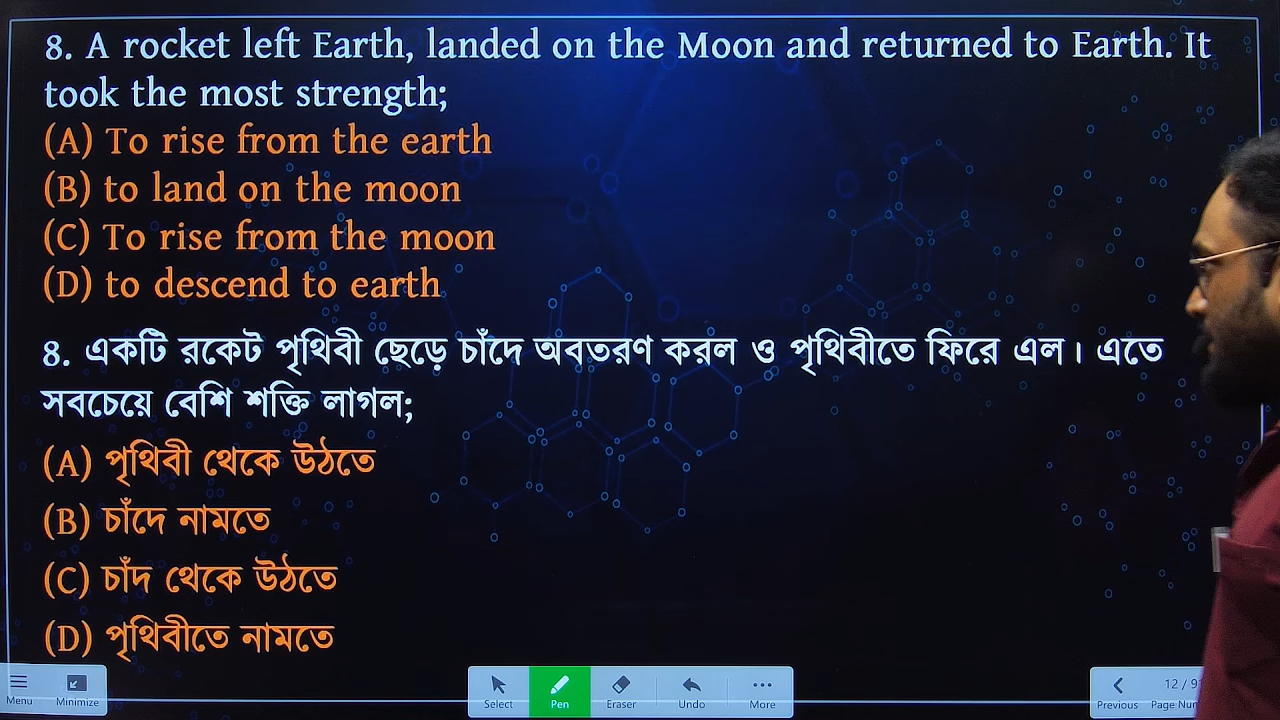 8. A rocket left Earth, landed on the Moon and returned to Earth. It
took the most strength;
(A) To rise from the earth
(B) to land on the moon
(C) To rise from the moon
(D) to descend to earth
8. একটি রকেট পৃথিবী ছেড়ে চাঁদে অবতরণ করল ও পৃথিবীতে ফিরে এল। এতে
সবচেয়ে বেশি শক্তি লাগল;
(A) পৃথিবী থেকে উঠতে
(B) চাঁদে নামতে
(C) চাঁদ থেকে উঠতে
(D) পৃথিবীতে নামতে
Menu Minimize Select Pen Eraser Undo More Previous Page
12 /